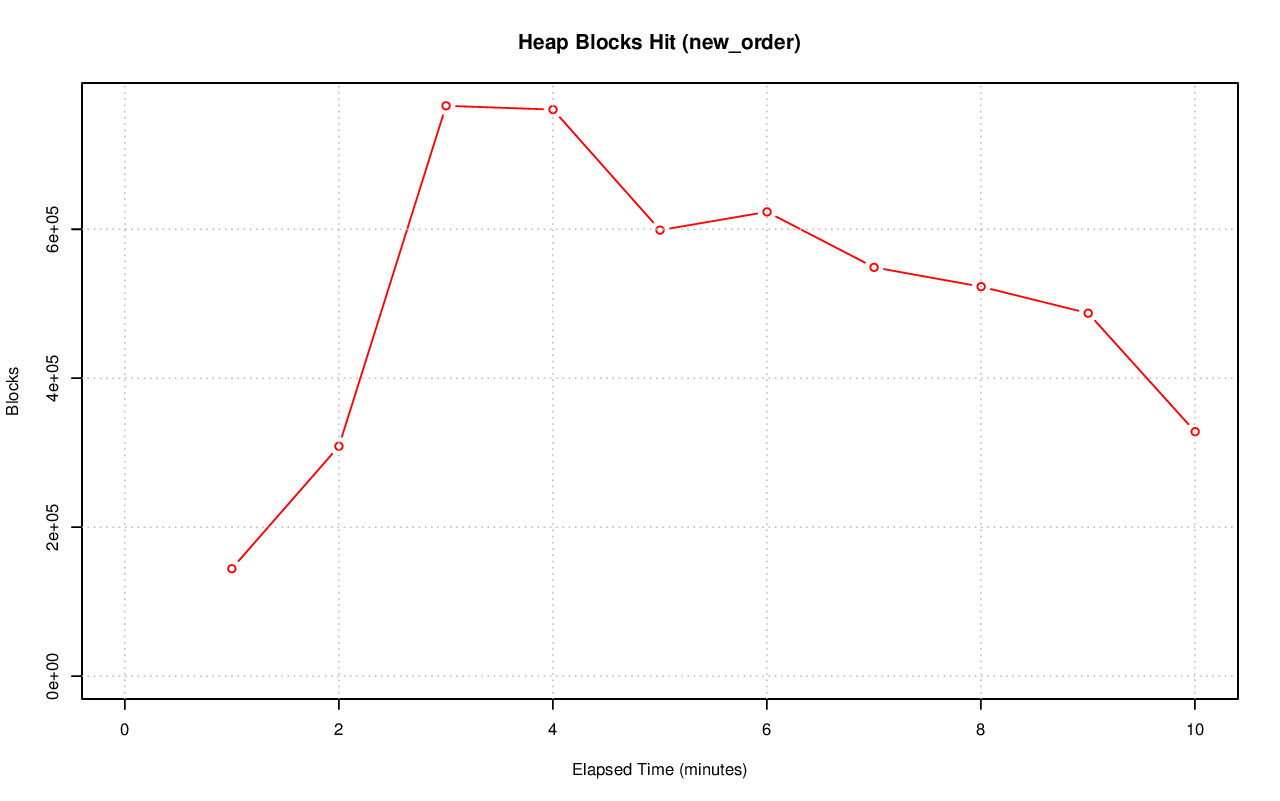 Heap Blocks Hit (new_order)
6e+05
4e+05
2e+05
0e+00
Blocks
0 2 4 6 8 10
Elapsed Time (minutes)